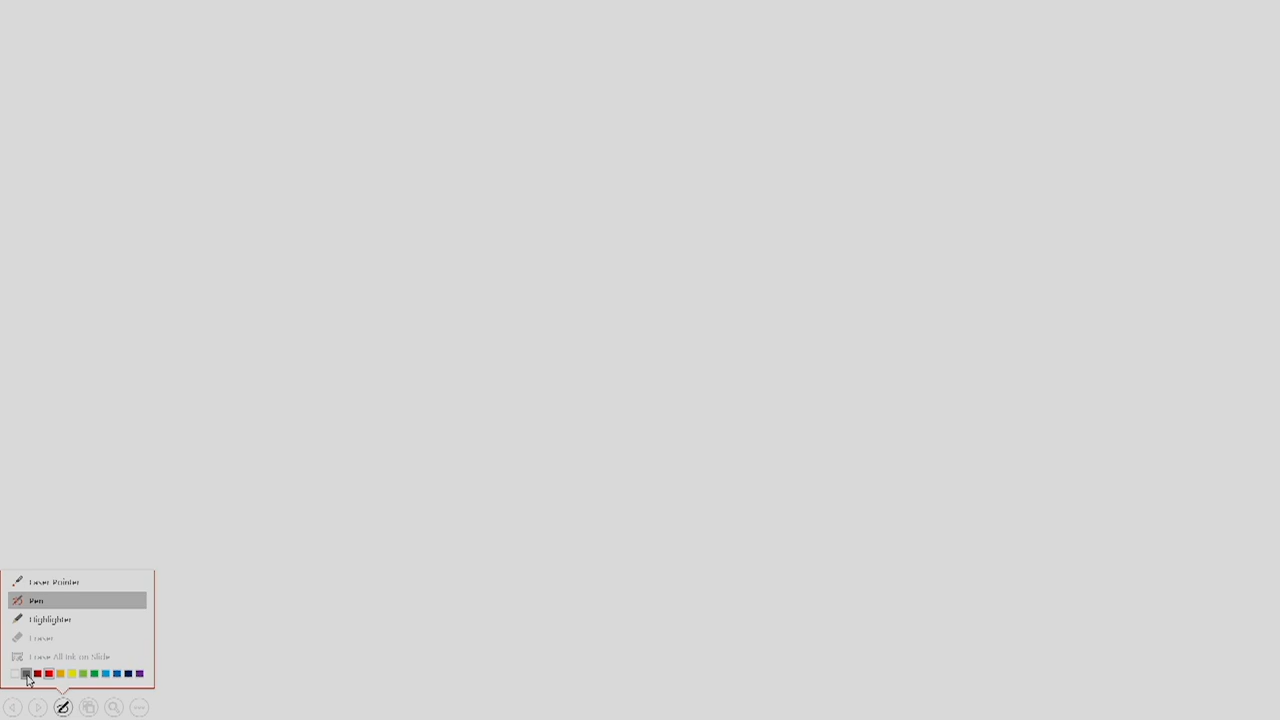 Laser Pointer
Pen
Highlighter
Eraser
Erase All Ink on Slide